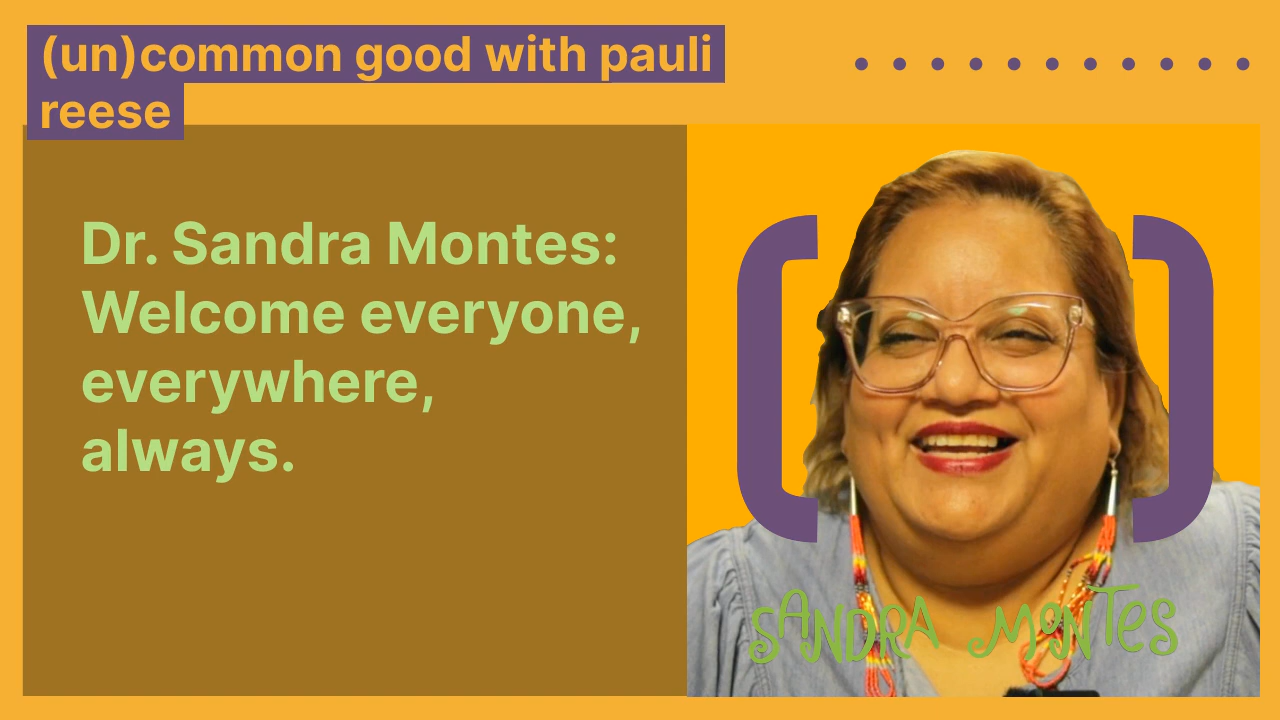 (un)common good with pauli
reese
Dr. Sandra Montes:
Welcome everyone,
everywhere,
always.
SANDRA MONTES